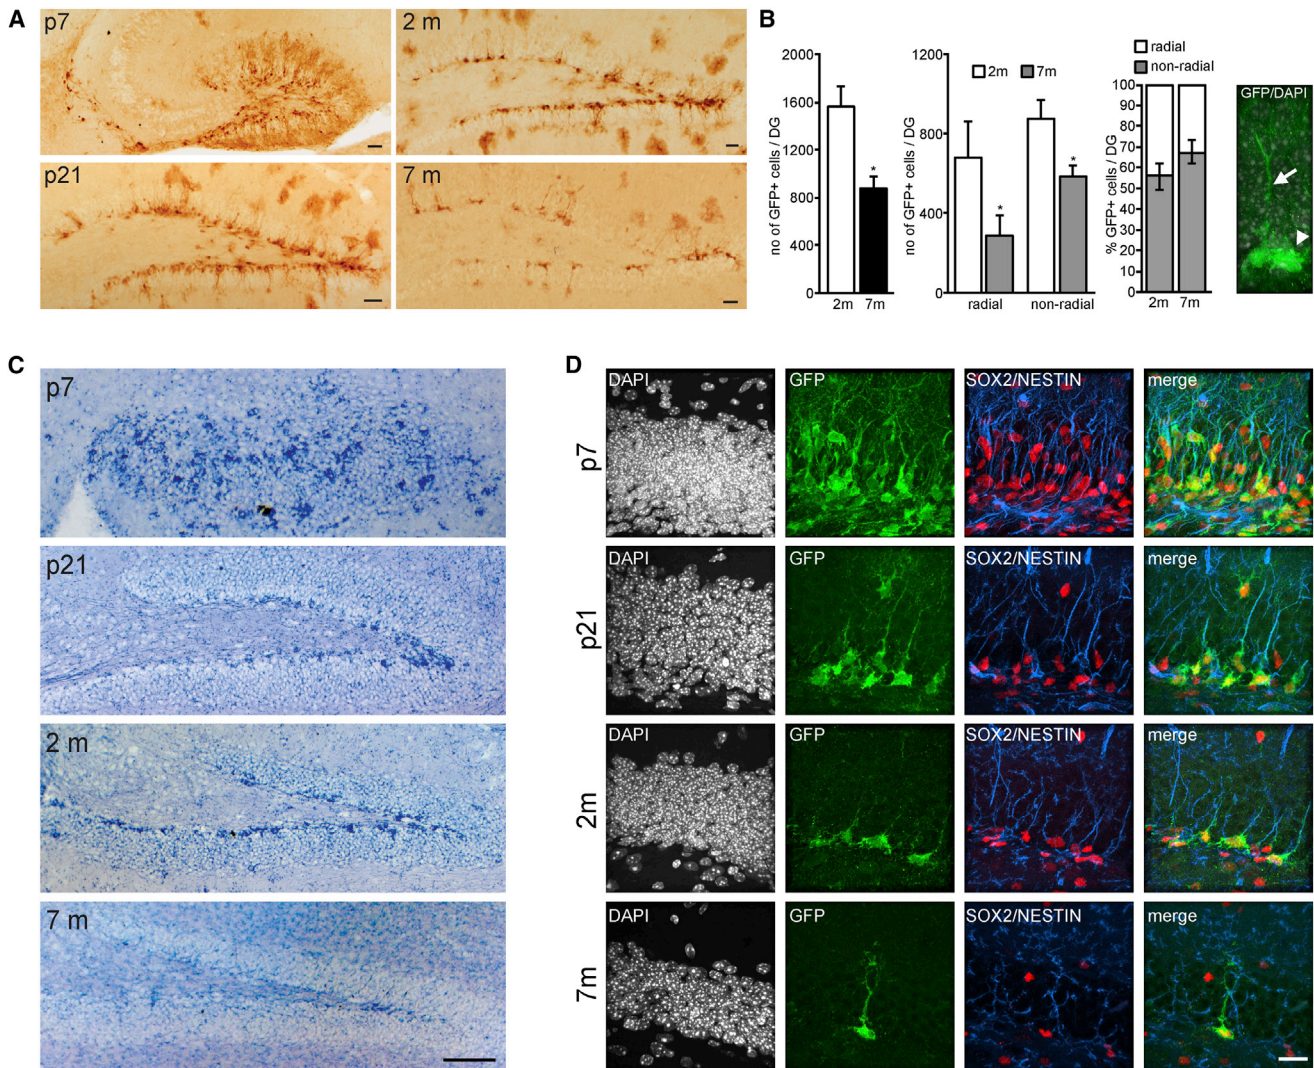 A
p7
2 m
p21
7 m
B
2000
1600
1200
800
400
0
no of GFP+ cells / DG
*
2m 7m
1200
800
400
0
no of GFP+ cells / DG
2m 7m
*
*
radial non-radial
radial
non-radial
100
90
80
70
60
50
40
30
20
10
0
% GFP+ cells / DG
2m 7m
GFP/DAPI
C
p7
p21
2 m
7 m
D
p7
DAPI GFP SOX2/NESTIN merge
p21
DAPI GFP SOX2/NESTIN merge
2m
DAPI GFP SOX2/NESTIN merge
7m
DAPI GFP SOX2/NESTIN merge